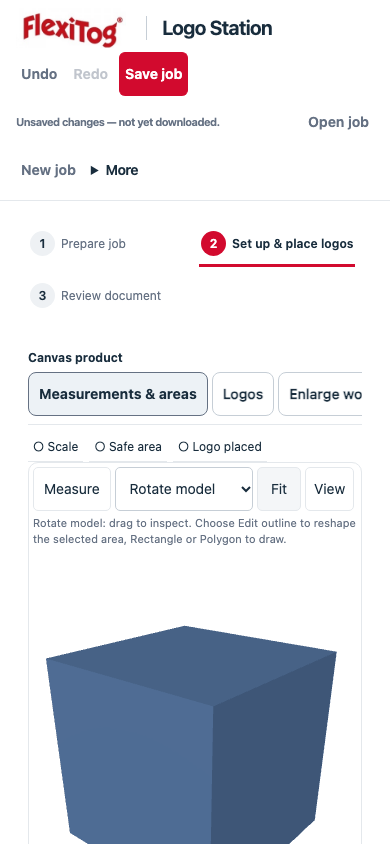 FlexiTog® Logo Station
Undo Redo Save job
Unsaved changes — not yet downloaded. Open job
New job ▶ More
1 Prepare job 2 Set up & place logos
3 Review document
Canvas product
Measurements & areas Logos Enlarge wo
Scale Safe area Logo placed
Measure Rotate model Fit View
Rotate model: drag to inspect. Choose Edit outline to reshape
the selected area, Rectangle or Polygon to draw.